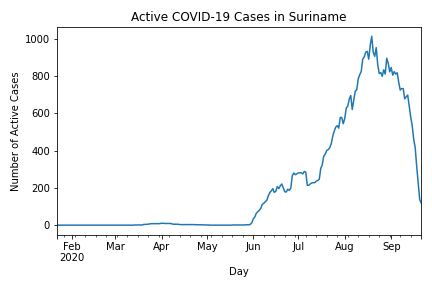 Active COVID-19 Cases in Suriname
Number of Active Cases
1000
800
600
400
200
0
Feb Mar Apr May Jun Jul Aug Sep
2020
Day